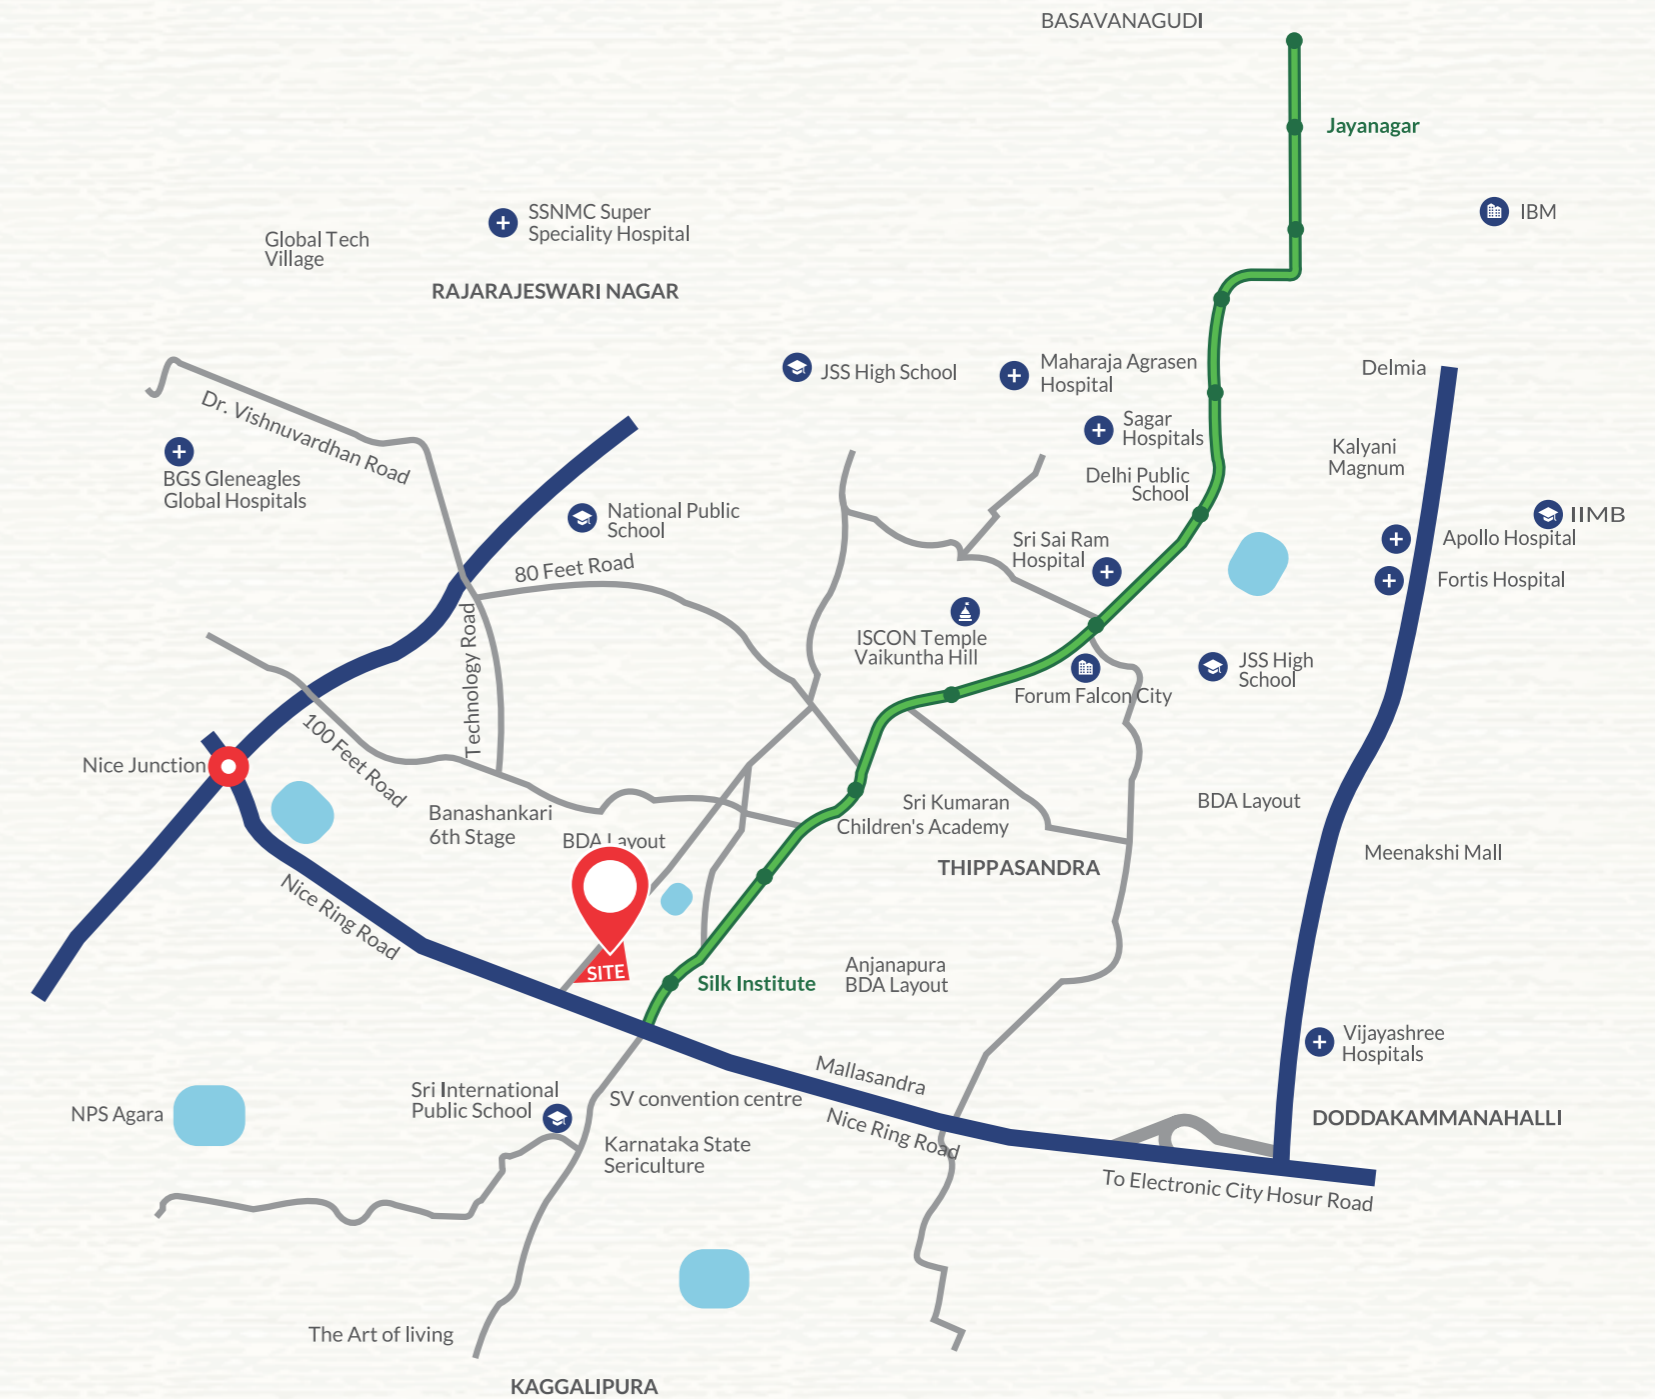 BASAVANAGUDI
Jayanagar
SSNMC Super
Speciality Hospital
IBM
Global Tech
Village
RAJARAJESWARI NAGAR
Maharaja Agrasen
Hospital
JSS High School
Delmia
Dr. Vishnuvardhan Road
Sagar
Hospitals
Kalyani
Magnum
BGS Gleneagles
Global Hospitals
Delhi Public
School
National Public
School
IIMB
Apollo Hospital
Sri Sai Ram
Hospital
80 Feet Road
Fortis Hospital
ISCON Temple
Vaikuntha Hill
Technology Road
JSS High
School
Forum Falcon City
100 Feet Road
Nice Junction
Banashankari
6th Stage
Sri Kumaran
Children's Academy
BDA Layout
BDA Layout
Meenakshi Mall
THIPPASANDRA
Nice Ring Road
SITE
Silk Institute
Anjanapura
BDA Layout
Vijayashree
Hospitals
Mallasandra
Sri International
Public School
SV convention centre
NPS Agara
Nice Ring Road
DODDAKAMMANAHALLI
Karnataka State
Sericulture
To Electronic City Hosur Road
The Art of living
KAGGALIPURA